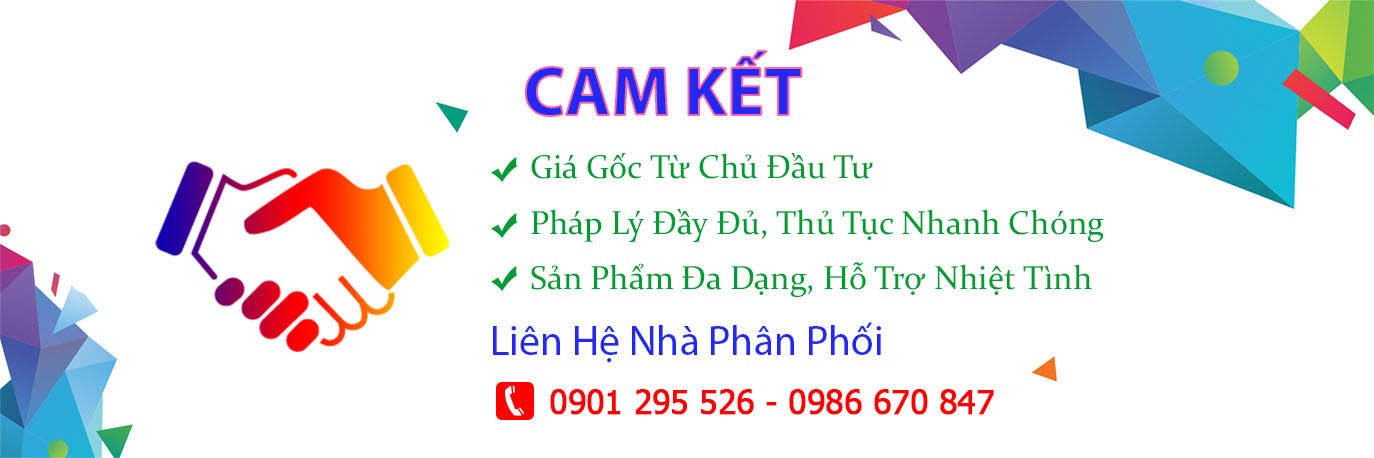 CAM KẾT
Giá Gốc Từ Chủ Đầu Tư
Pháp Lý Đầy Đủ, Thủ Tục Nhanh Chóng
Sản Phẩm Đa Dạng, Hỗ Trợ Nhiệt Tình
Liên Hệ Nhà Phân Phối
0901 295 526 - 0986 670 847